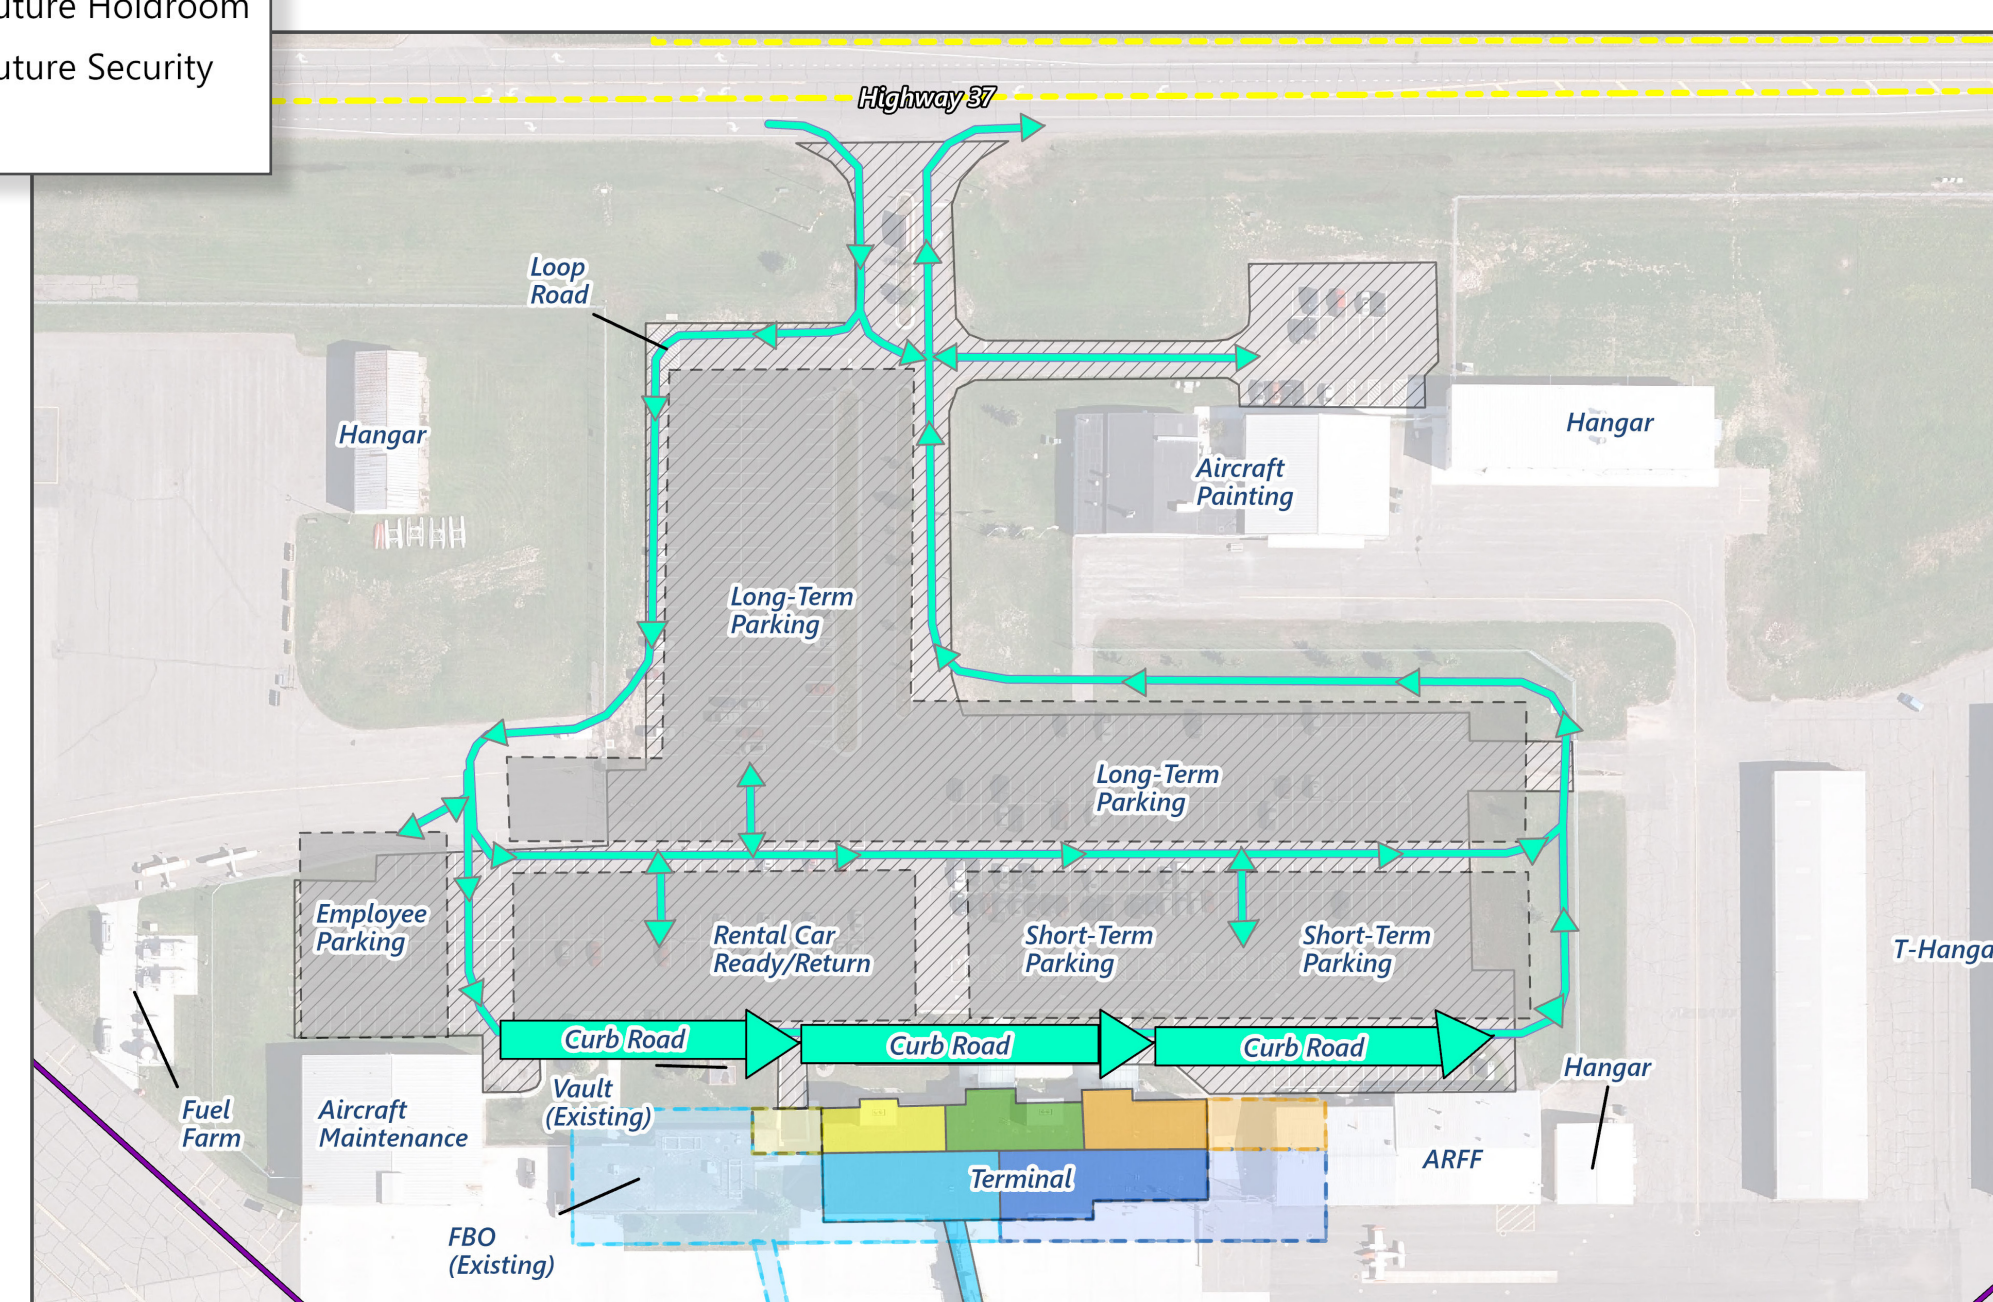 uture Holdroom
uture Security
Highway 37
Loop
Road
Hangar
Hangar
Aircraft
Painting
Long-Term
Parking
Long-Term
Parking
Employee
Parking
Rental Car
Ready/Return
Short-Term
Parking
Short-Term
Parking
T-Hanga
Curb Road
Curb Road
Curb Road
Hangar
Vault
(Existing)
Fuel
Farm
Aircraft
Maintenance
Terminal
ARFF
FBO
(Existing)